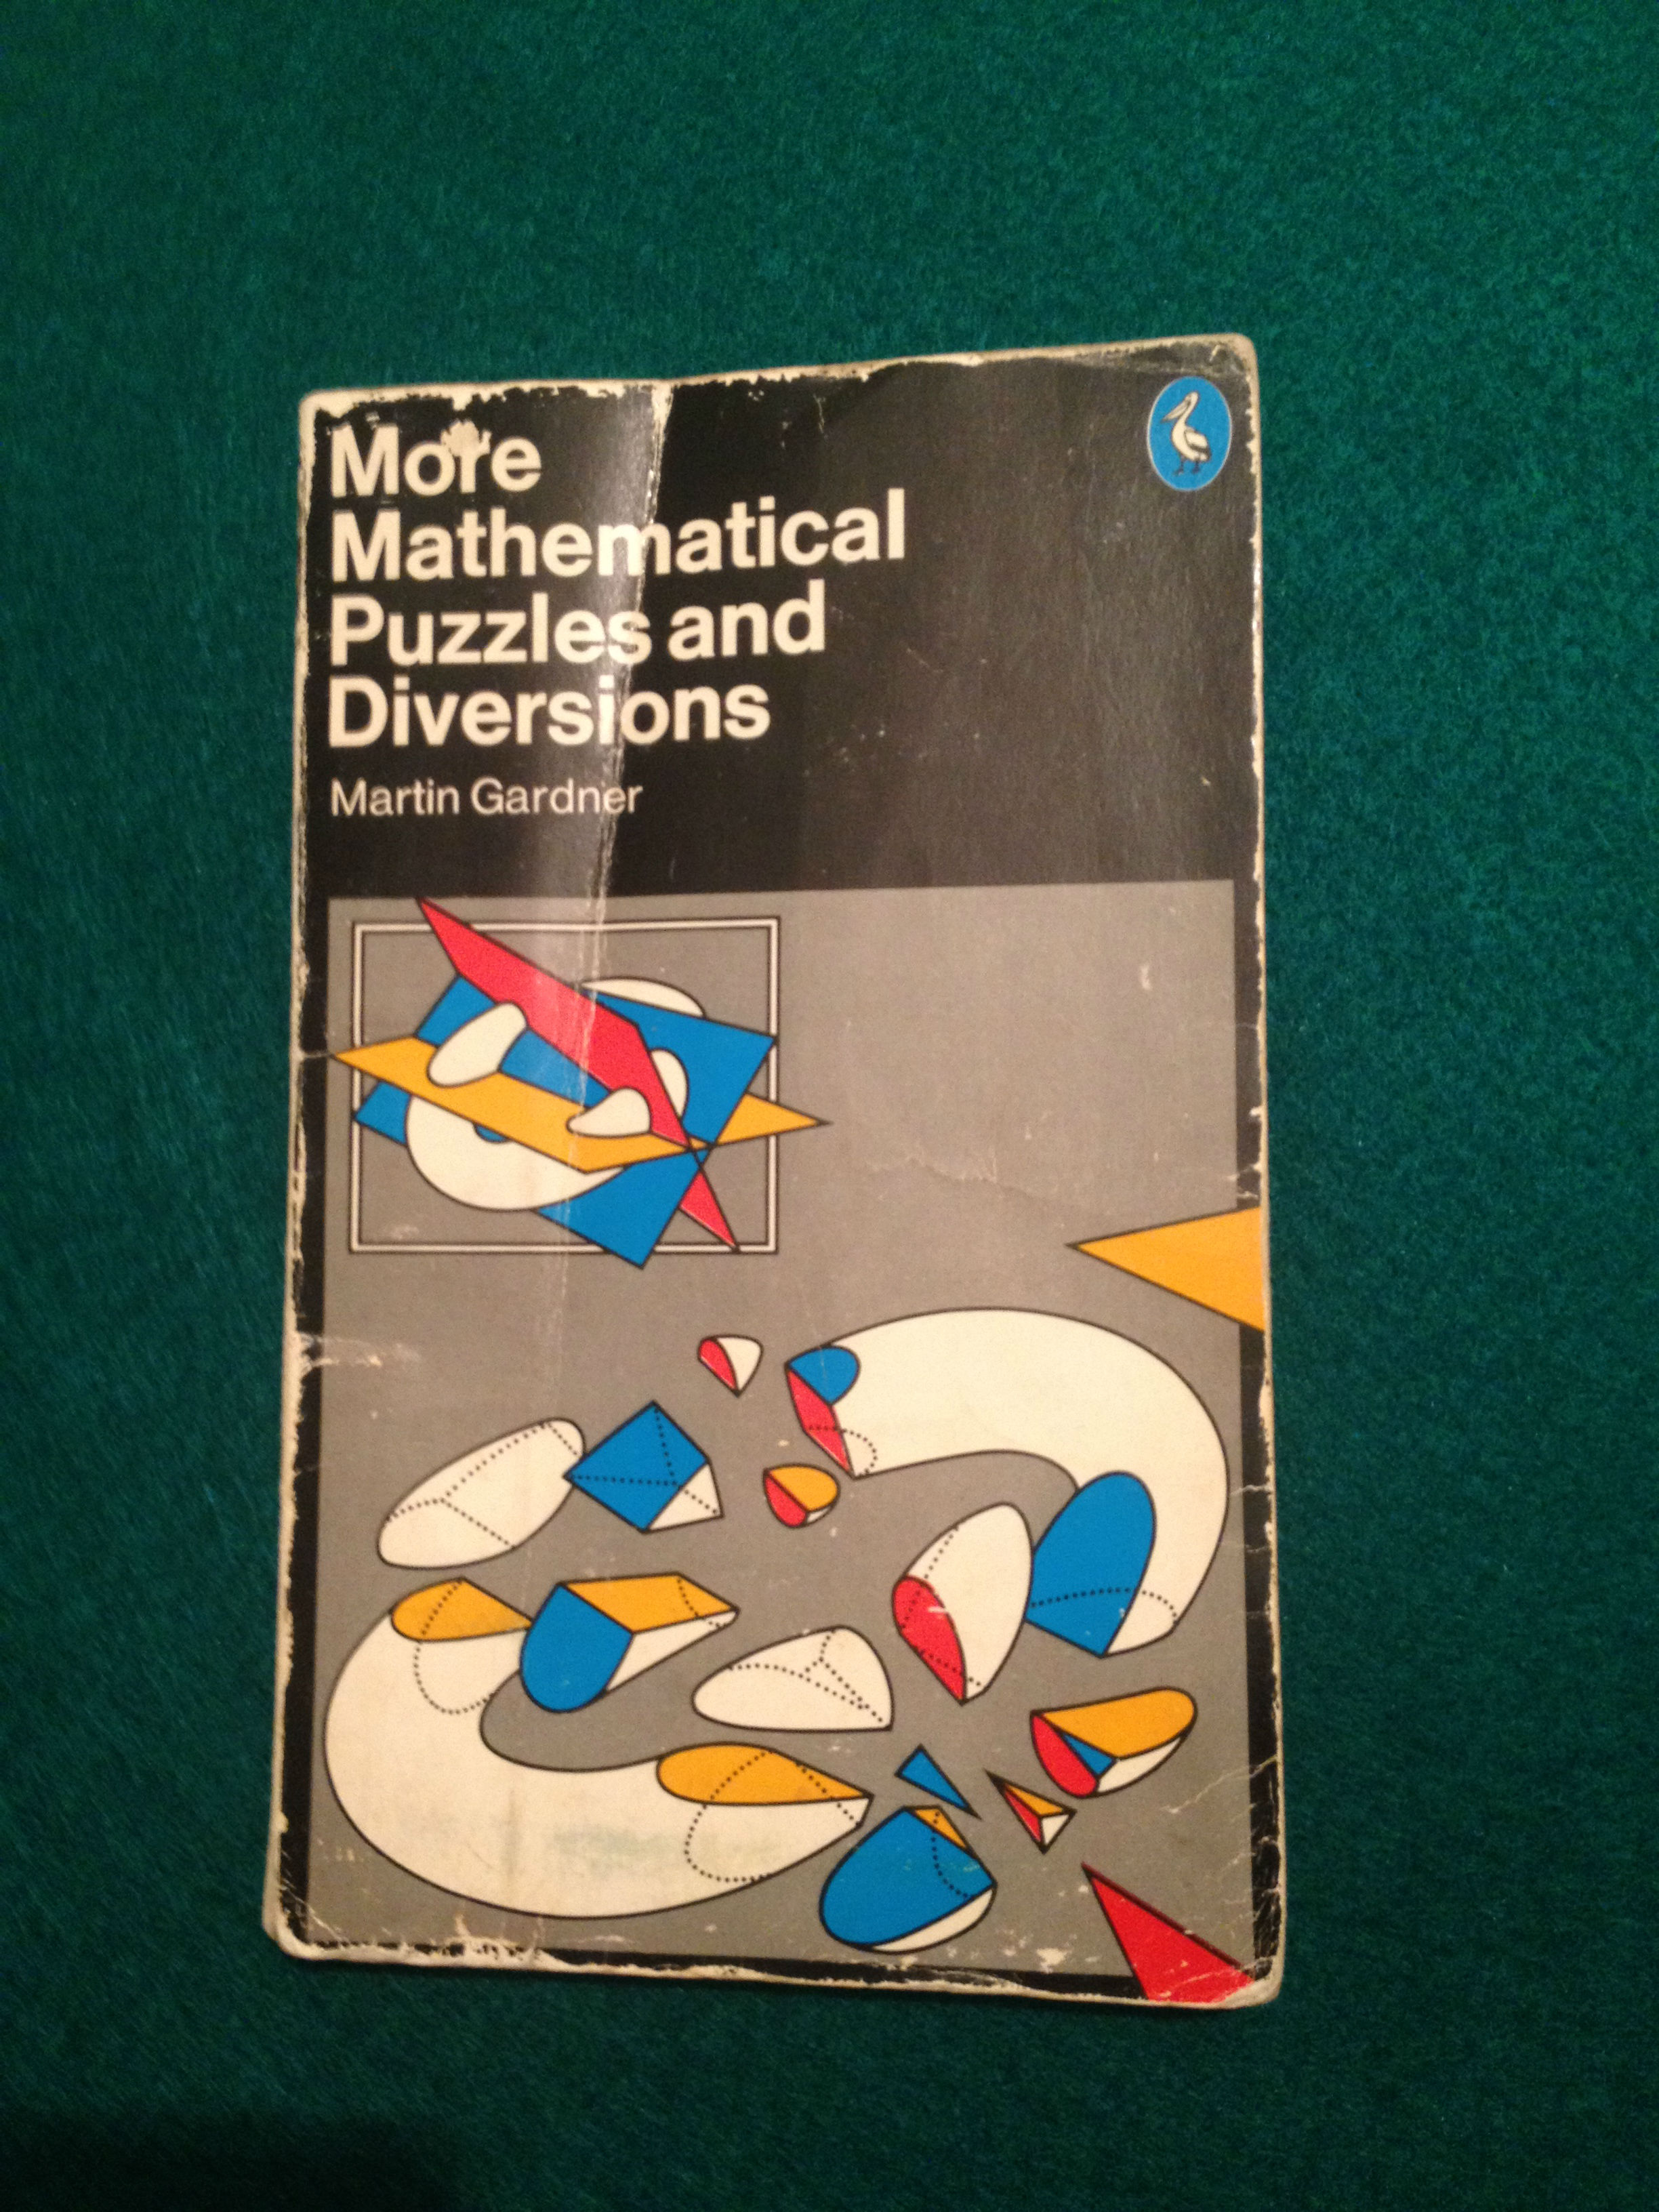 More
Mathematical
Puzzles and
Diversions
Martin Gardner